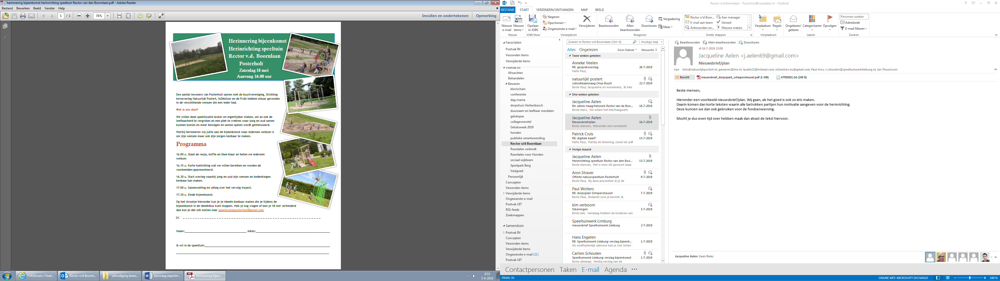 herinnering bijeenkomst herinrichting speeltuin Rector van den Boornlaan.pdf - Adobe Reader
Bestand Bewerken Beeld Venster Help
1 / 1 74% Invullen en ondertekenen Opmerking
Herinnering bijeenkomst
Herinrichting speeltuin
Rector v.d. Boornlaan
Posterholt
Zaterdag 18 mei
Aanvang 16.00 uur
Een aantal inwoners van Posterholt samen met de buurtvereniging, Stichting
kernoverleg Natuurlijk Postert, In2Motion en de PvdA hebben elkaar gevonden
in de verschillende wensen die een ieder had.
Wat is ons doel?
We willen deze speellocatie leuker en eigentijdser maken, om zo ook de
leefbaarheid te vergroten en een plek te creëren waar jong en oud samen
kunnen komen en meer bewegen en samen spelen wordt gestimuleerd.
Hierbij herinneren wij jullie aan de bijeenkomst waar iedereen welkom is
om zijn wensen maar ook zijn zorgen kenbaar te maken.
Programma
16.00 u. Staat de ranja, koffie en thee klaar en heten we iedereen
welkom
16.15 u. Korte toelichting wat we willen bereiken en worden de
voorbeelden gepresenteerd.
16.30 u. Start overleg waarbij jong en oud zijn wensen en bedenkingen
kenbaar kan maken.
17.00 u. Samenvatting en uitleg over het vervolg traject.
17.30 u. Einde bijeenkomst.
Op het strookje hieronder kun je je ideeën kenbaar maken die je tijdens de
bijeenkomst in de ideeënbus kunt stoppen. Heb je nog vragen of ben je 18 mei verhinderd
dan kun je dat ook mailen naar speellocatieposterholt@gmail.com
Naam: Adres:
Ik wil in de speeltuin:
FOK!forum / Voet... Rector v/d Boornl... uitnodiging bewo... aanvraag experim... herinnering bijee...
9:53
5-8-2019
Rector v/d Boornlaan - Paul.Arns@roerdalen.nl - Outlook
BESTAND START VERZENDEN/ONTVANGEN MAP BEELD
Nieuwe e-mail
Nieuwe items
Nieuw
Opslaan in JOIN
JOIN Now
Negeren
Opschonen
Ongewenste e-mail
Verwijderen
Verwijderen
Beantwoorden
Allen beantwoorden
Doorsturen
Vergadering
Meer
Reageren
Rector v/d Boor...
E-mail aan team
Antwoorden en...
Aan manager
Gereed
Nieuwe maken
Snelle stappen
Verplaatsen
Regels
Verplaatsen
Ongelezen/ gelezen
Categoriseren
Opvolgen
Labels
Personen zoeken
Adresboek
E-mail filteren
Zoeken
Favorieten
Postvak IN
Verzonden items
Verwijderde items
Postvak IN
Afwachten
Behandelen
Bewaren
blockchain
conferentie
dag mama
dorpshuis Herkenbosch
duurzaam en leefbaar roerdalen
gelukspas
collegevoorstel
Geluksweek 2019
honden
publieke verantwoording
Rector v/d Boornlaan
Roerdalen verbindt
Roerdalen voor Honden
sociaal wijkteam
Sportpark Berg
Vastgoed
Persoonlijk
Concepten
Verzonden items
Verwijderde items
Ongewenste e-mail
Postvak UIT
RSS-feeds
Zoekmappen
Samendoen
Postvak IN
Concepten
Verzonden items
Verwijderde items
Ongewenste e-mail [21]
Postvak UIT
Zoeken in Rector v/d Boornlaan (Ctrl+E) Huidige map
Alles Ongelezen Door Datum Nieuwste
Twee weken geleden
Anneke Veelen
RE: gespreksverslag 26-7-2019
Hallo Paul,
natuurlijk! postert
subsidieaanvraag Onze Buurt 22-7-2019
Beste Paul, Jacqueline en Annemieke, Ik heb
Drie weken geleden
Jacqueline Aelen
Re: advies haag/hekwerk Rector van de Boo... 18-7-2019
Beste Hans, We willen het hek/haagwerk
Jacqueline Aelen
Nieuwsbrief/plan 16-7-2019
Beste mensen, Hieronder een voorbeeld
Patrick Cruts
RE: digitale kaart? 15-7-2019
Hallo Paul, Hierbij de tekening, zowel als pdf
Vorige maand
Jacqueline Aelen
Herinrichting speeltuin Rector van den Boo... 13-7-2019
Beste mensen, Het is even stil geweest maar
Aron Straver
Offerte natuurspeeltuin Posterholt 9-7-2019
Beste Paul, Bij deze presenteer ik je de
Paul Wolters
RE: dorpsplan Schepersheuvel 7-7-2019
Beste Paul, Bedankt voor je bericht. Ik
kim verboom
Tekeningen 3-7-2019
Beste alle, Vandaag hebben de kinderen van
Speeltuinwerk Limburg
nieuwsbrief Speeltuinwerk Limburg 2-7-2019
Hans Engelen
RE: Speeltuinwerk Limburg: verslag bijeenk... 1-7-2019
Als onafhankelijk adviseur kan je ook Johan
Carlien Schouten
Speeltuinwerk Limburg: verslag bijeenkomst 1-7-2019
Beste allemaal, Hierbij verslag van de
Beantwoorden Allen beantwoorden Doorsturen
di 16-7-2019 22:00
Jacqueline Aelen <j.aelen69@gmail.com>
Nieuwsbrief/plan
Aan Info@natuurlijkpostert.nl; gevaeren@live.nl; lasalle22@hotmail.com; in2motion.eu@gmail.com; Paul Arns; c.schouten@speeltuinwerklimburg.nl; Jan Theunissen
Bericht nieuwsbrief_dorpspark_schepersheuvel.pdf (1 MB) ATT00001.txt (249 B)
Beste mensen,
Hieronder een voorbeeld nieuwsbrief/plan. Wij gaan, als het goed is ook zo iets maken.
Daarin komen dan korte teksten waarin alle betrokken partijen hun motivatie aangeven voor de herinrichting.
Deze kunnen we dan ook gebruiken voor de fondsenwerving.
Mocht je dus even tijd over hebben maak dan alvast de tekst hiervoor.
Jacqueline Aelen Geen Items
Contactpersonen Taken E-mail Agenda ...
ITEMS: 35 ONLINE MET: MICROSOFT EXCHANGE 100 %